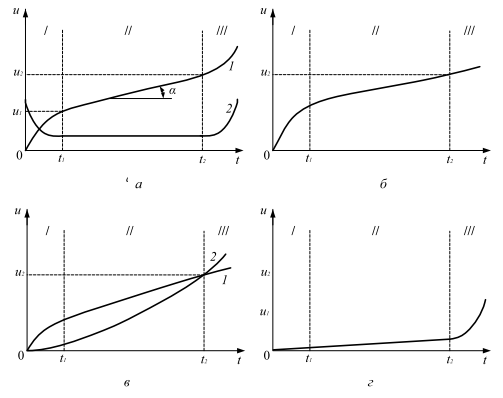 u
I
II
III
u₂
1
α
u₁
2
0
t₁
t₂
t
а
u
I
II
III
u₂
0
t₁
t₂
t
б
u
I
II
III
2
u₂
1
0
t₁
t₂
t
в
u
I
II
III
u₂
u₁
0
t₁
t₂
t
г